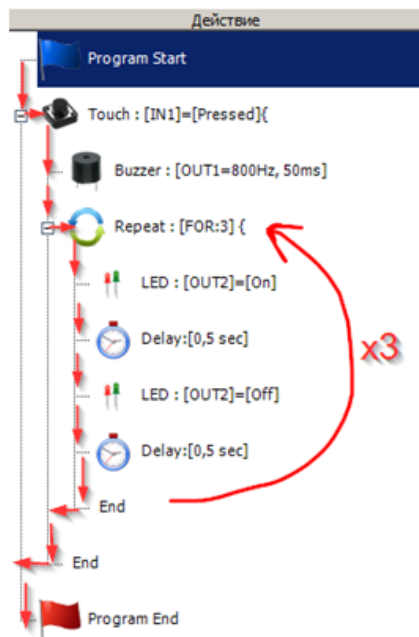 Действие
Program Start
Touch : [IN1]=[Pressed]{
Buzzer : [OUT1=800Hz, 50ms]
Repeat : [FOR:3] {
LED : [OUT2]=[On]
x3
Delay:[0,5 sec]
LED : [OUT2]=[Off]
Delay:[0,5 sec]
End
End
Program End